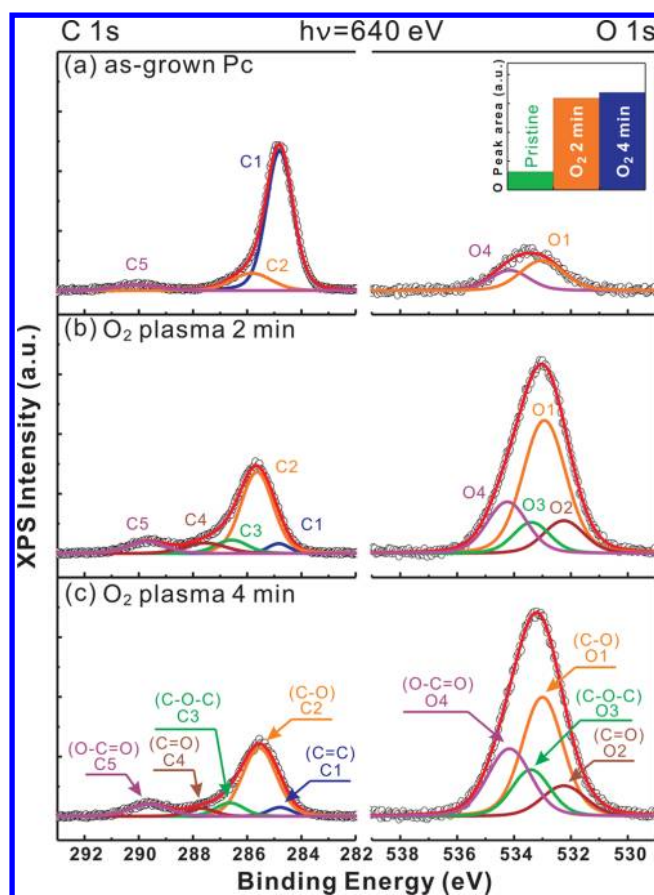 C 1s hν=640 eV O 1s
(a) as-grown Pc
C1
C2
C5
O4
O1
O Peak area (a.u.)
Pristine
O₂ 2 min
O₂ 4 min
XPS Intensity (a.u.)
(b) O₂ plasma 2 min
C2
C5
C4
C3
C1
O1
O4
O3
O2
(c) O₂ plasma 4 min
(C-O-C)
C3
(C-O)
C2
(O-C=O)
C5
(C=O)
C4
(C=C)
C1
(C-O)
O1
(O-C=O)
O4
(C-O-C)
O3
(C=O)
O2
292 290 288 286 284 282 538 536 534 532 530
Binding Energy (eV)